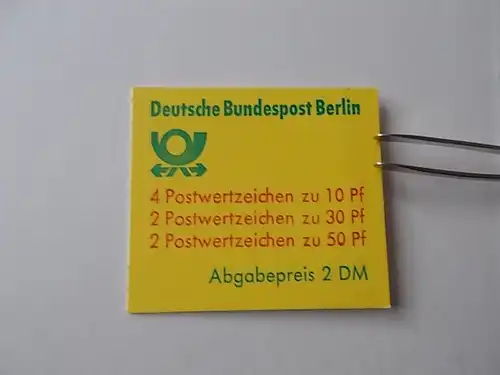 Deutsche Bundespost Berlin
4 Postwertzeichen zu 10 Pf
2 Postwertzeichen zu 30 Pf
2 Postwertzeichen zu 50 Pf
Abgabepreis 2 DM